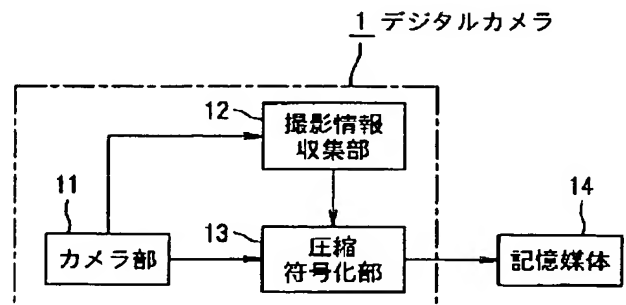 1 デジタルカメラ
12
撮影情報
収集部
11
カメラ部
13
圧縮
符号化部
14
記憶媒体